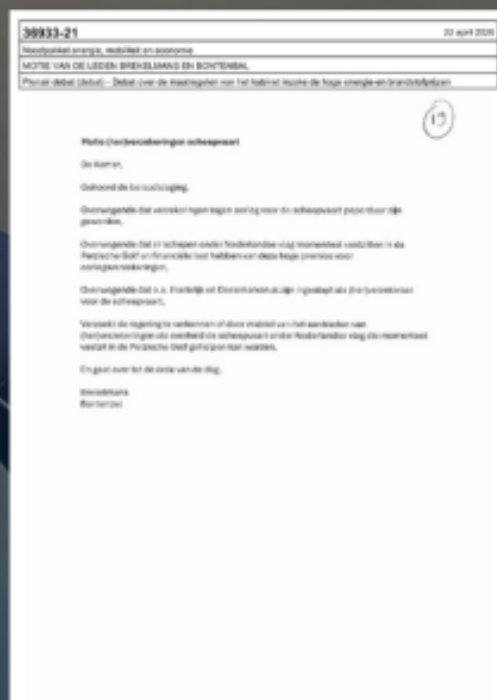 36933-21 22 april 2026
Noodpakket energie, mobiliteit en economie
MOTIE VAN DE LEDEN BREKELMANS EN BONTENBAL
Plenair debat (debat) - Debat over de maatregelen van het kabinet inzake de hoge energie-en brandstofprijzen
Motie (her)verzekeringen scheepvaart
De Kamer,
Gehoord de beraadslaging,
Overwegende dat verzekeringen tegen oorlog voor de scheepvaart peperduur zijn
geworden,
Overwegende dat er schepen onder Nederlandse vlag momenteel vastzitten in de
Perzische Golf en financiële last hebben van deze hoge premies voor
oorlogsverzekeringen,
Overwegende dat o.a. Frankrijk en Denemarken al zijn ingestapt als (her)verzekeraar
voor de scheepvaart,
Verzoekt de regering te verkennen of door middel van het aanbieden van
(her)verzekeringen als overheid de scheepvaart onder Nederlandse vlag die momenteel
vastzit in de Perzische Golf geholpen kan worden,
En gaat over tot de orde van de dag,
Brekelmans
Bontenbal